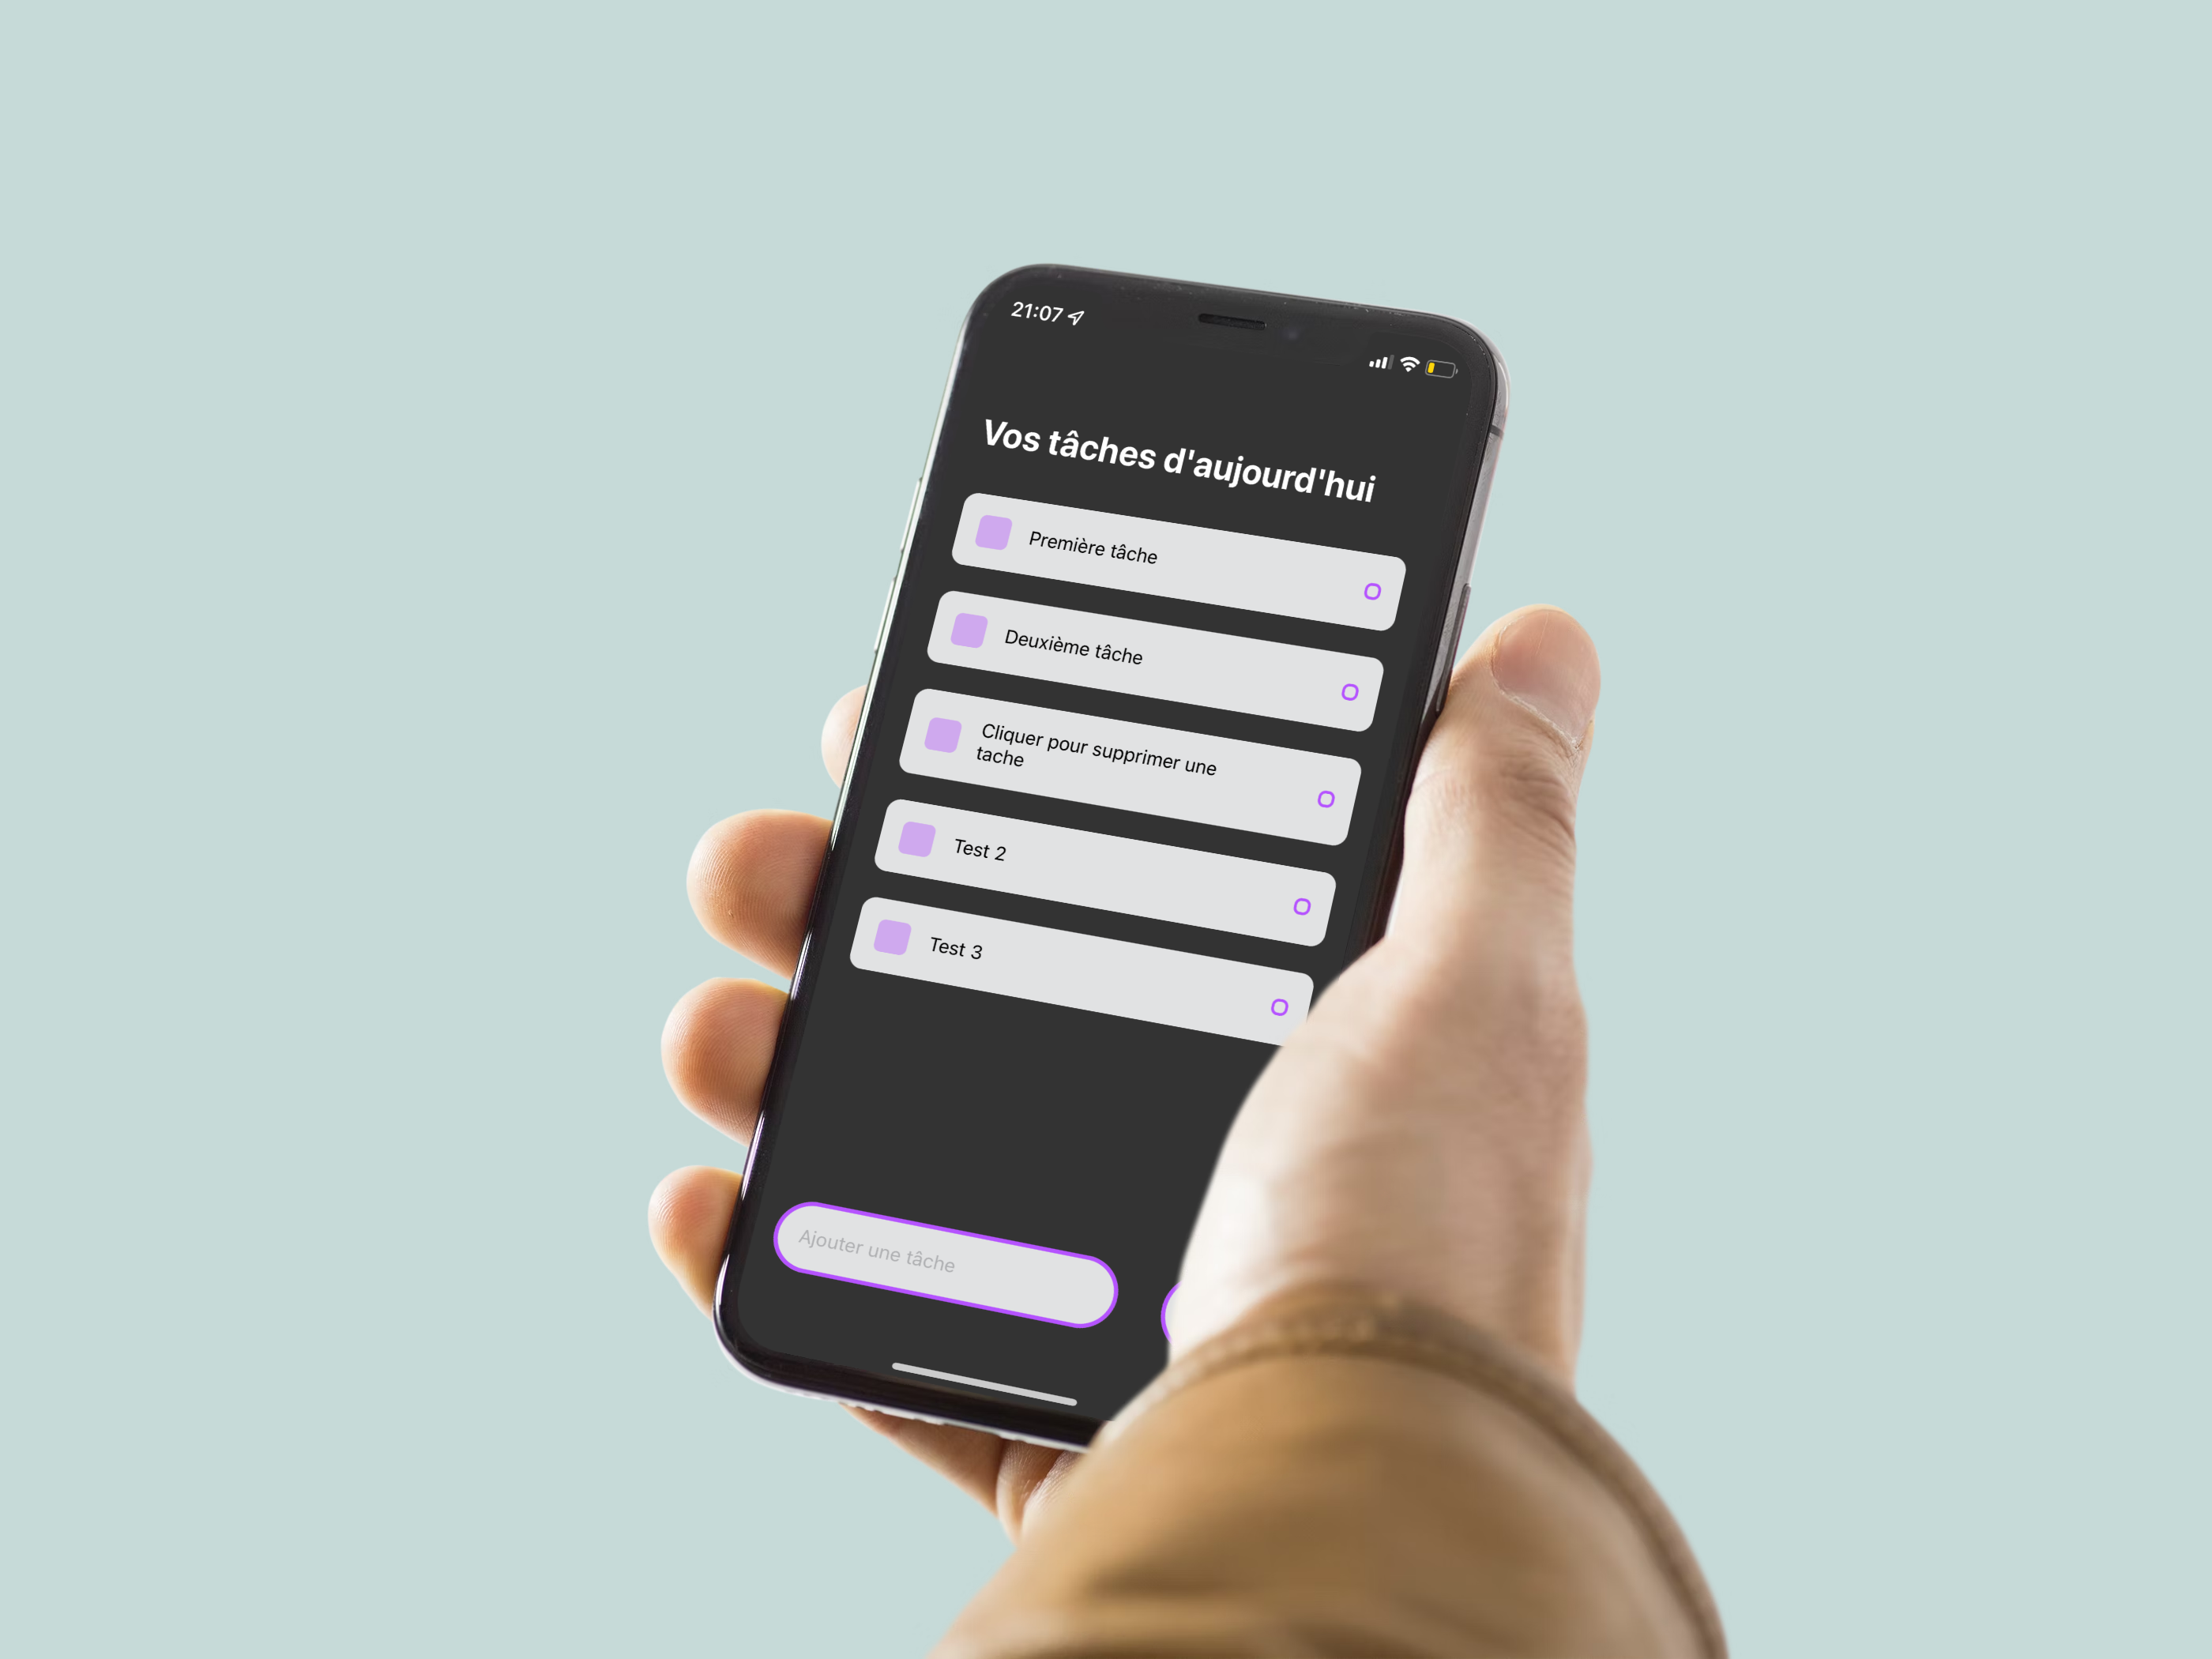 21:07
Vos tâches d'aujourd'hui
Première tâche
Deuxième tâche
Cliquer pour supprimer une
tache
Test 2
Test 3
Ajouter une tâche